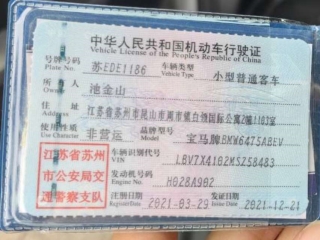 中华人民共和国机动车行驶证
Vehicle License of the People's Republic of China
号牌号码 苏EDE1186 车辆类型 小型普通客车
Plate No. Vehicle Type
所有人 池金山
Owner
住址 江苏省苏州市昆山市周市镇白领国际公寓2幢1107室
Address
使用性质 非营运 品牌型号 宝马牌BMW6475ABEV
Use Character Model
江苏省苏州
市公安局交
通警察支队
车辆识别代号 LBV7X4102MSZ58483
VIN
发动机号码 H028A902
Engine No.
注册日期 2021-03-29 发证日期 2021-12-21
Register Date Issue Date